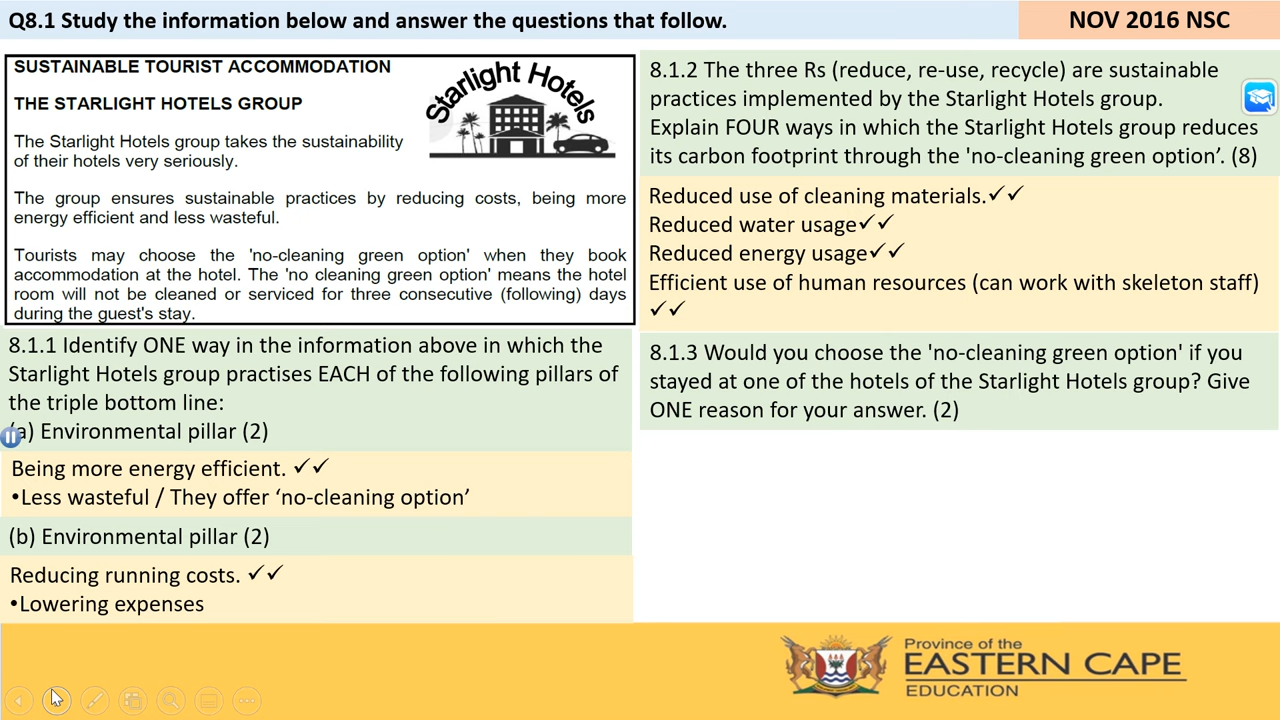 Q8.1 Study the information below and answer the questions that follow.
NOV 2016 NSC
SUSTAINABLE TOURIST ACCOMMODATION
THE STARLIGHT HOTELS GROUP
Starlight Hotels
The Starlight Hotels group takes the sustainability
of their hotels very seriously.
The group ensures sustainable practices by reducing costs, being more
energy efficient and less wasteful.
Tourists may choose the 'no-cleaning green option' when they book
accommodation at the hotel. The 'no cleaning green option' means the hotel
room will not be cleaned or serviced for three consecutive (following) days
during the guest's stay.
8.1.1 Identify ONE way in the information above in which the
Starlight Hotels group practises EACH of the following pillars of
the triple bottom line:
(a) Environmental pillar (2)
Being more energy efficient. ✓✓
•Less wasteful / They offer ‘no-cleaning option’
(b) Environmental pillar (2)
Reducing running costs. ✓✓
•Lowering expenses
8.1.2 The three Rs (reduce, re-use, recycle) are sustainable
practices implemented by the Starlight Hotels group.
Explain FOUR ways in which the Starlight Hotels group reduces
its carbon footprint through the 'no-cleaning green option’. (8)
Reduced use of cleaning materials.✓✓
Reduced water usage✓✓
Reduced energy usage✓✓
Efficient use of human resources (can work with skeleton staff)
✓✓
8.1.3 Would you choose the 'no-cleaning green option' if you
stayed at one of the hotels of the Starlight Hotels group? Give
ONE reason for your answer. (2)
Province of the
EASTERN CAPE
EDUCATION